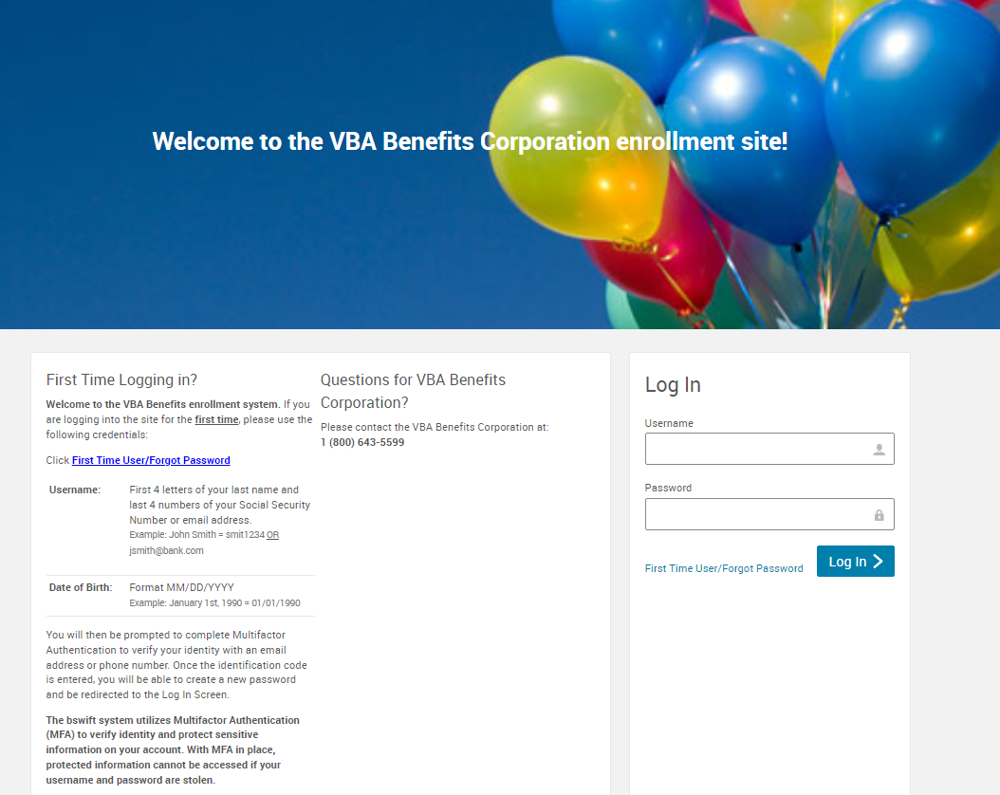 Welcome to the VBA Benefits Corporation enrollment site!
First Time Logging in?
Welcome to the VBA Benefits enrollment system. If you
are logging into the site for the first time, please use the
following credentials:
Click First Time User/Forgot Password
Username: First 4 letters of your last name and
last 4 numbers of your Social Security
Number or email address.
Example: John Smith = smit1234 OR
jsmith@bank.com
Date of Birth: Format MM/DD/YYYY
Example: January 1st, 1990 = 01/01/1990
You will then be prompted to complete Multifactor
Authentication to verify your identity with an email
address or phone number. Once the identification code
is entered, you will be able to create a new password
and be redirected to the Log In Screen.
The bswift system utilizes Multifactor Authentication
(MFA) to verify identity and protect sensitive
information on your account. With MFA in place,
protected information cannot be accessed if your
username and password are stolen.
Questions for VBA Benefits
Corporation?
Please contact the VBA Benefits Corporation at:
1 (800) 643-5599
Log In
Username
Password
First Time User/Forgot Password
Log In